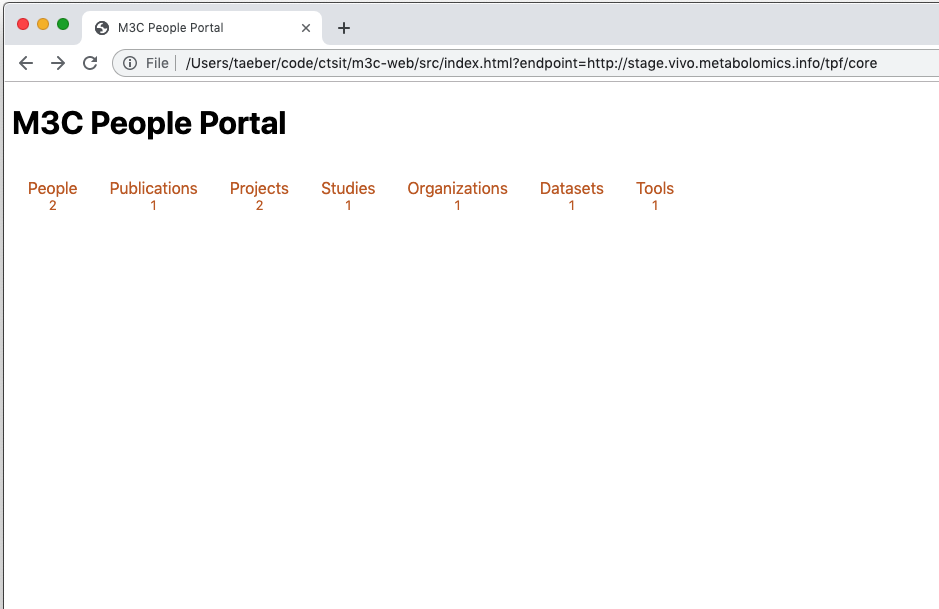 M3C People Portal
File /Users/taeber/code/ctsit/m3c-web/src/index.html?endpoint=http://stage.vivo.metabolomics.info/tpf/core
M3C People Portal
People Publications Projects Studies Organizations Datasets Tools
2 1 2 1 1 1 1